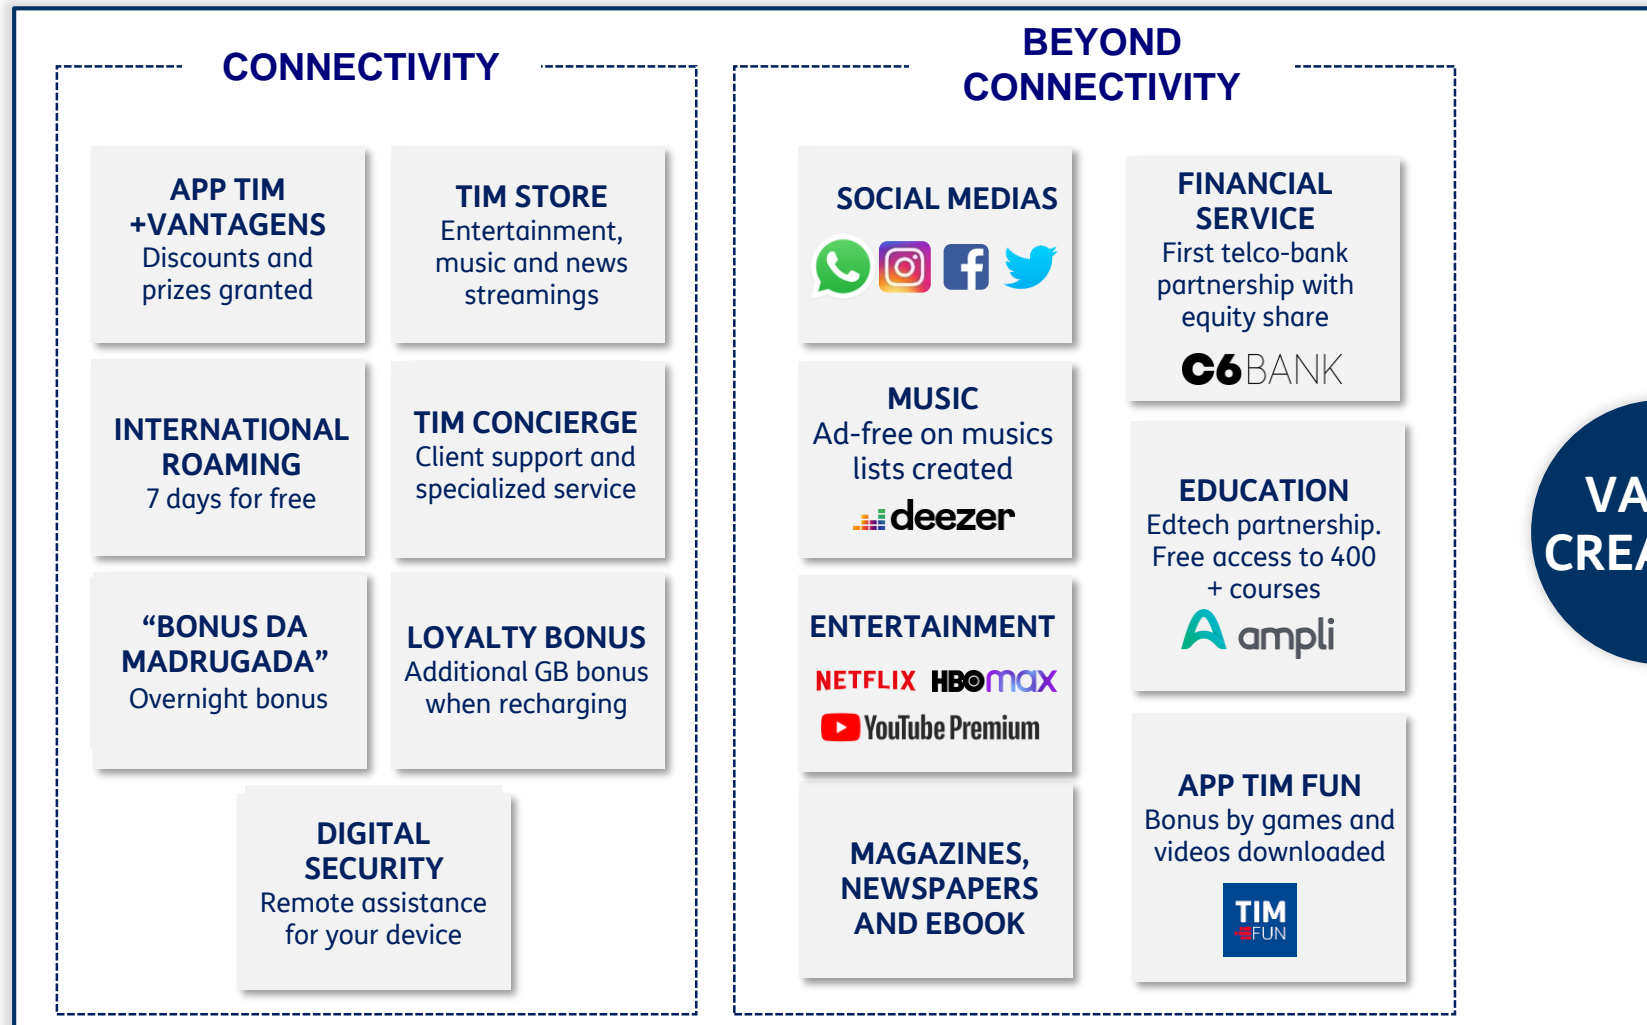 CONNECTIVITY
APP TIM
+VANTAGENS
Discounts and
prizes granted
TIM STORE
Entertainment,
music and news
streamings
INTERNATIONAL
ROAMING
7 days for free
TIM CONCIERGE
Client support and
specialized service
“BONUS DA
MADRUGADA”
Overnight bonus
LOYALTY BONUS
Additional GB bonus
when recharging
DIGITAL
SECURITY
Remote assistance
for your device
BEYOND
CONNECTIVITY
SOCIAL MEDIAS
FINANCIAL
SERVICE
First telco-bank
partnership with
equity share
C6BANK
MUSIC
Ad-free on musics
lists created
deezer
EDUCATION
Edtech partnership.
Free access to 400
+ courses
ampli
ENTERTAINMENT
NETFLIX HBOmax
YouTube Premium
APP TIM FUN
Bonus by games and
videos downloaded
TIM
FUN
MAGAZINES,
NEWSPAPERS
AND EBOOK